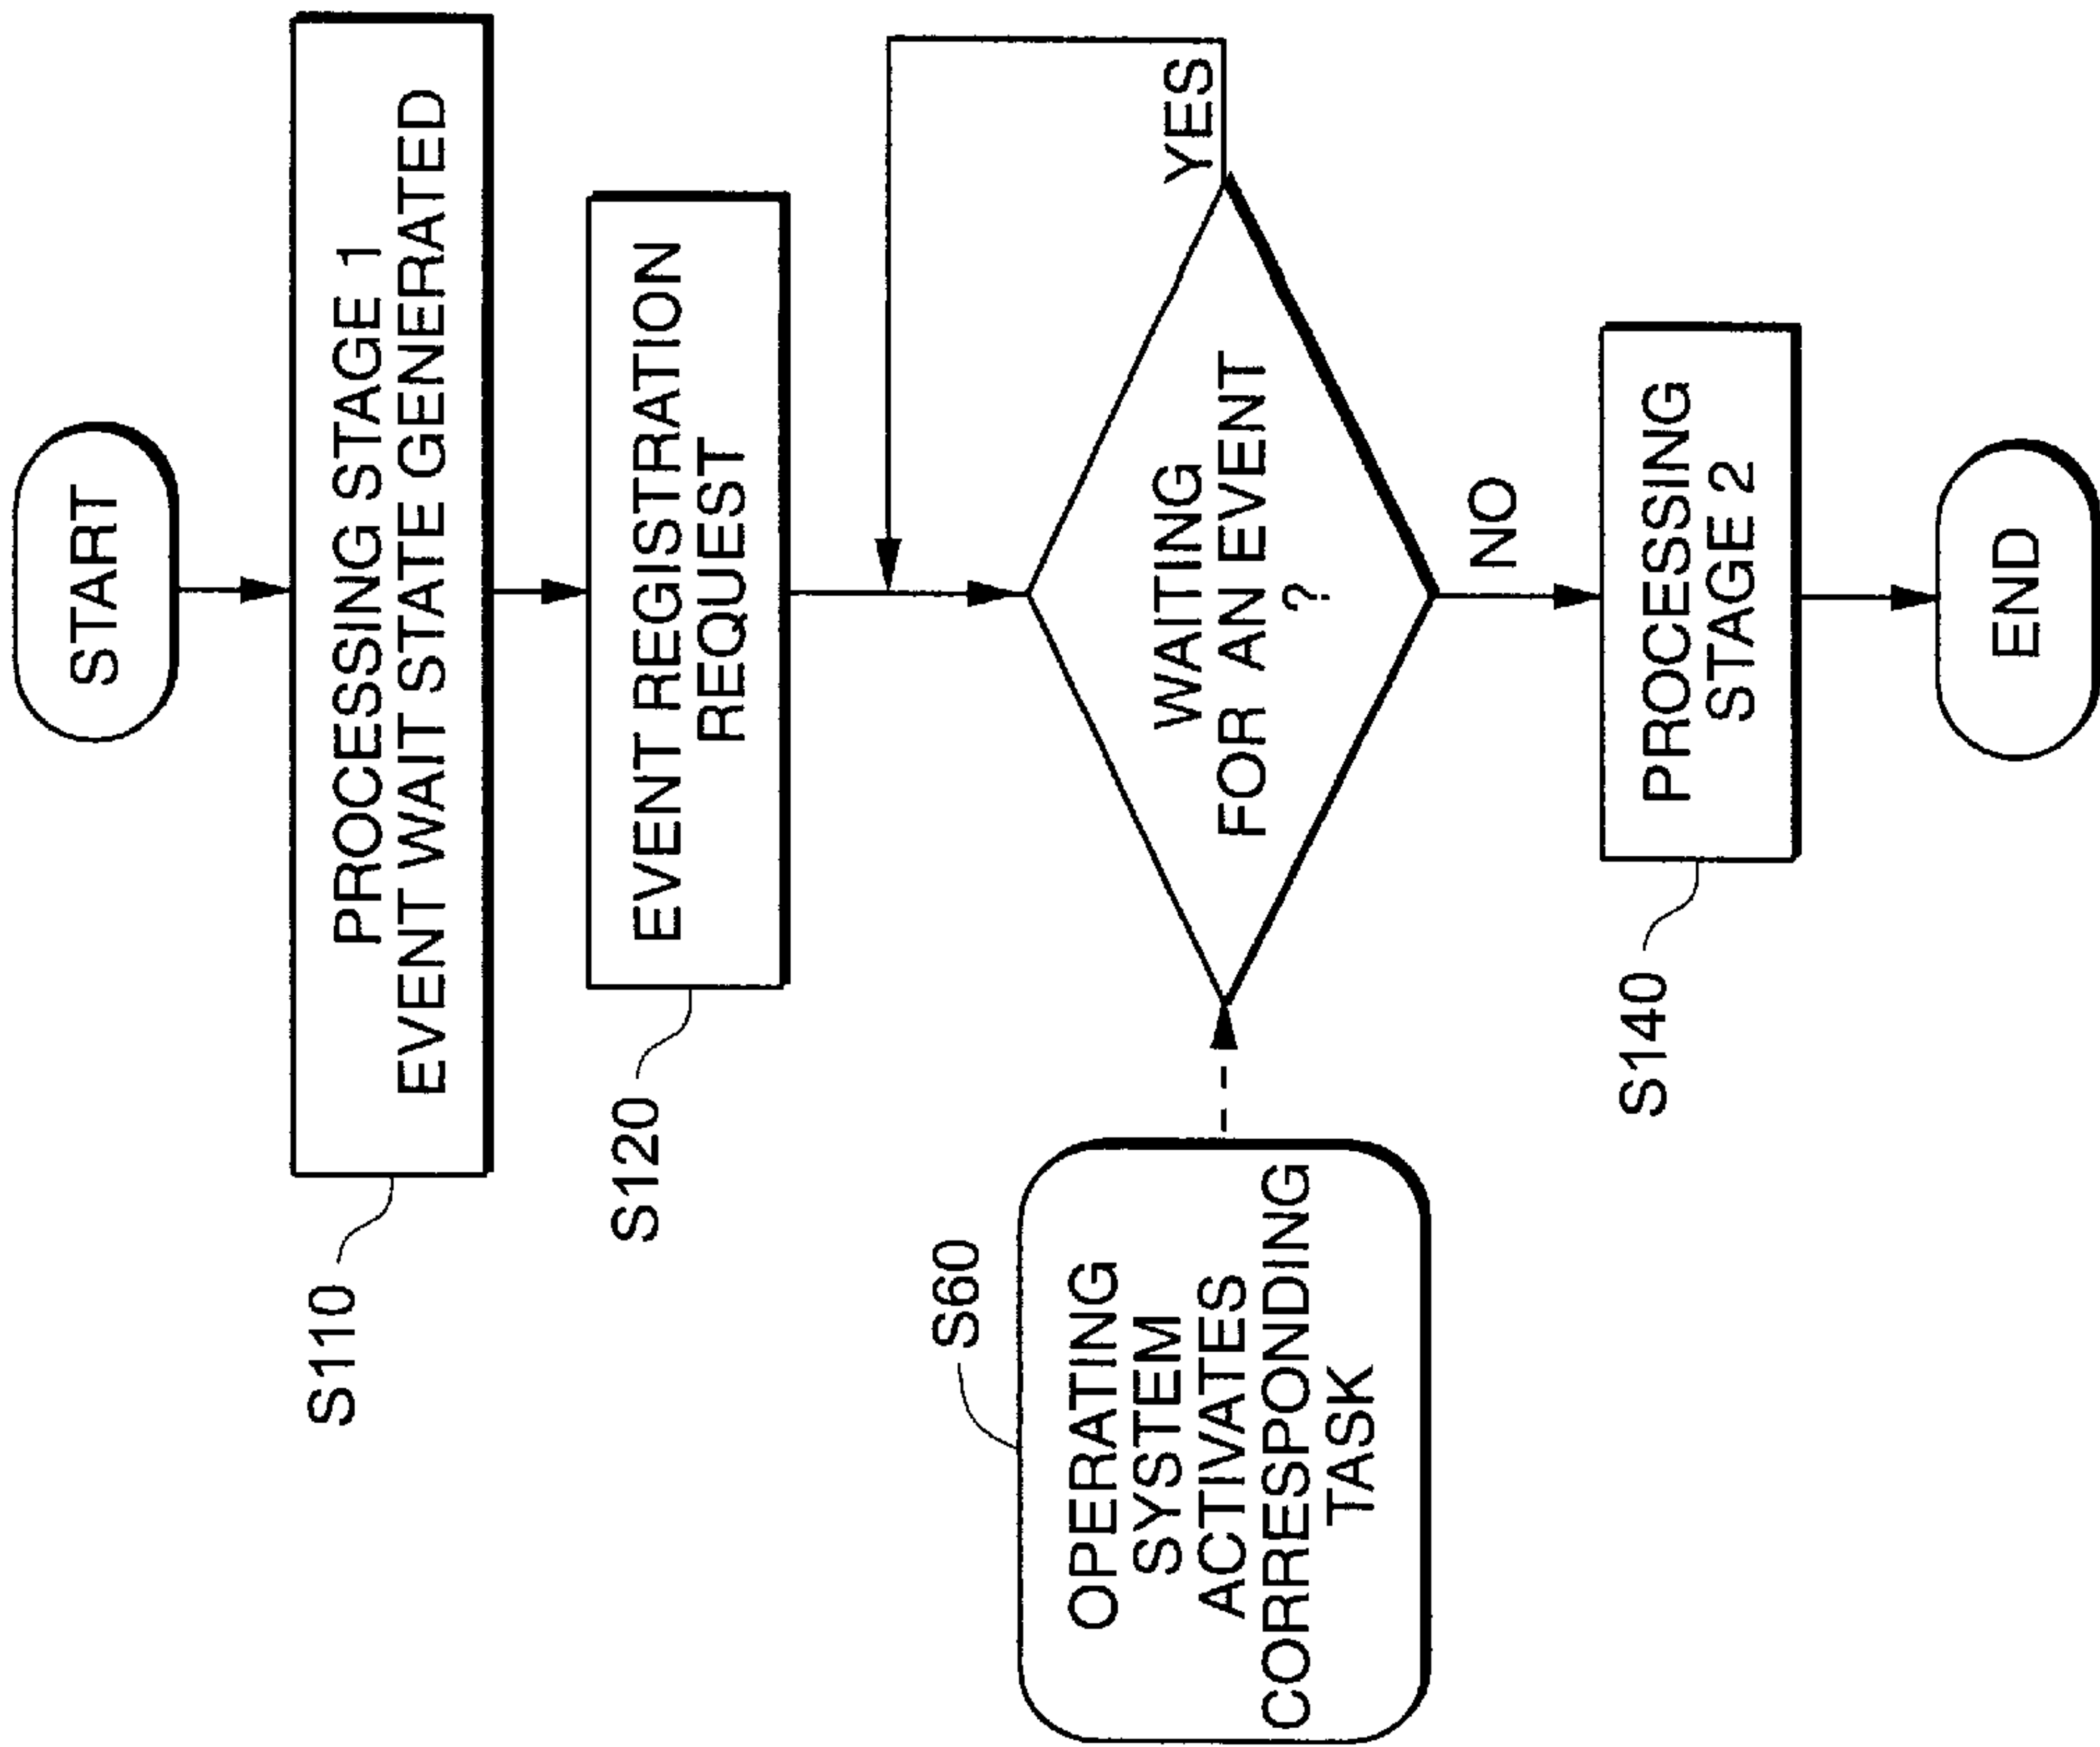 START
PROCESSING STAGE 1
EVENT WAIT STATE GENERATED
S110
EVENT REGISTRATION
REQUEST
S120
WAITING
FOR AN EVENT
?
YES
NO
S60
OPERATING
SYSTEM
ACTIVATES
CORRESPONDING
TASK
PROCESSING
STAGE 2
S140
END